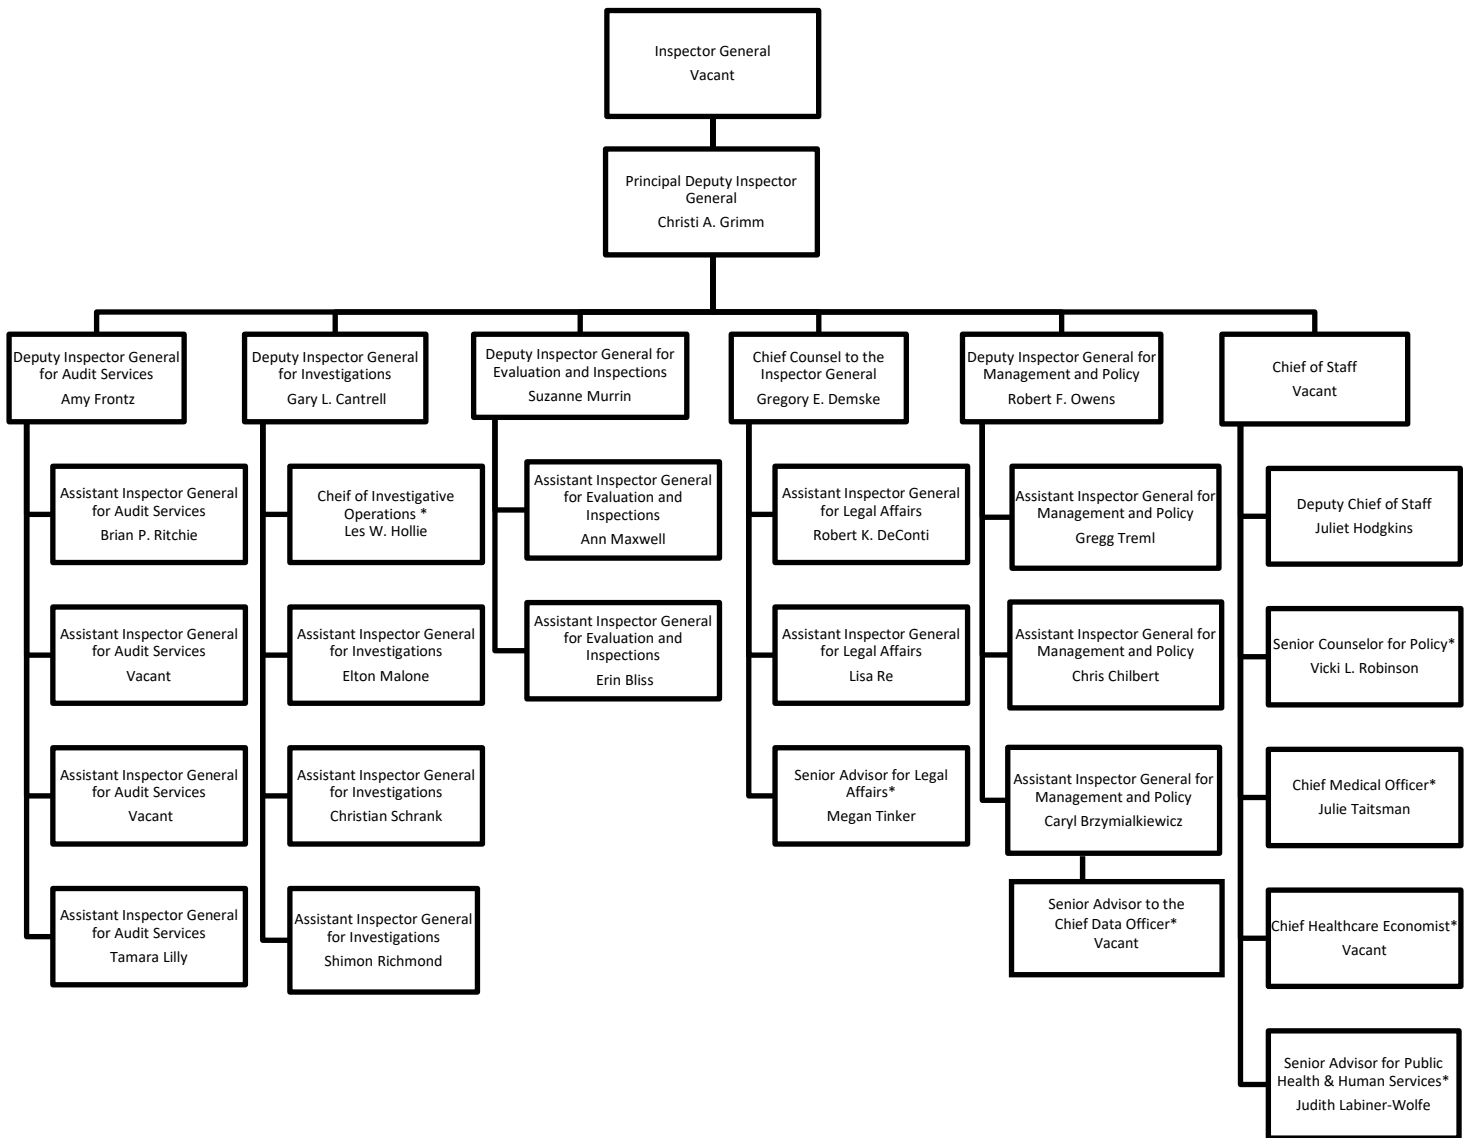 Inspector General
Vacant
Principal Deputy Inspector
General
Christi A. Grimm
Deputy Inspector General
for Audit Services
Amy Frontz
Deputy Inspector General
for Investigations
Gary L. Cantrell
Deputy Inspector General for
Evaluation and Inspections
Suzanne Murrin
Chief Counsel to the
Inspector General
Gregory E. Demske
Deputy Inspector General for
Management and Policy
Robert F. Owens
Chief of Staff
Vacant
Assistant Inspector General
for Audit Services
Brian P. Ritchie
Assistant Inspector General
for Audit Services
Vacant
Assistant Inspector General
for Audit Services
Vacant
Assistant Inspector General
for Audit Services
Tamara Lilly
Cheif of Investigative
Operations *
Les W. Hollie
Assistant Inspector General
for Investigations
Elton Malone
Assistant Inspector General
for Investigations
Christian Schrank
Assistant Inspector General
for Investigations
Shimon Richmond
Assistant Inspector General
for Evaluation and
Inspections
Ann Maxwell
Assistant Inspector General
for Evaluation and
Inspections
Erin Bliss
Assistant Inspector General
for Legal Affairs
Robert K. DeConti
Assistant Inspector General
for Legal Affairs
Lisa Re
Senior Advisor for Legal
Affairs*
Megan Tinker
Assistant Inspector General for
Management and Policy
Gregg Treml
Assistant Inspector General for
Management and Policy
Chris Chilbert
Assistant Inspector General for
Management and Policy
Caryl Brzymialkiewicz
Senior Advisor to the
Chief Data Officer*
Vacant
Deputy Chief of Staff
Juliet Hodgkins
Senior Counselor for Policy*
Vicki L. Robinson
Chief Medical Officer*
Julie Taitsman
Chief Healthcare Economist*
Vacant
Senior Advisor for Public
Health & Human Services*
Judith Labiner-Wolfe